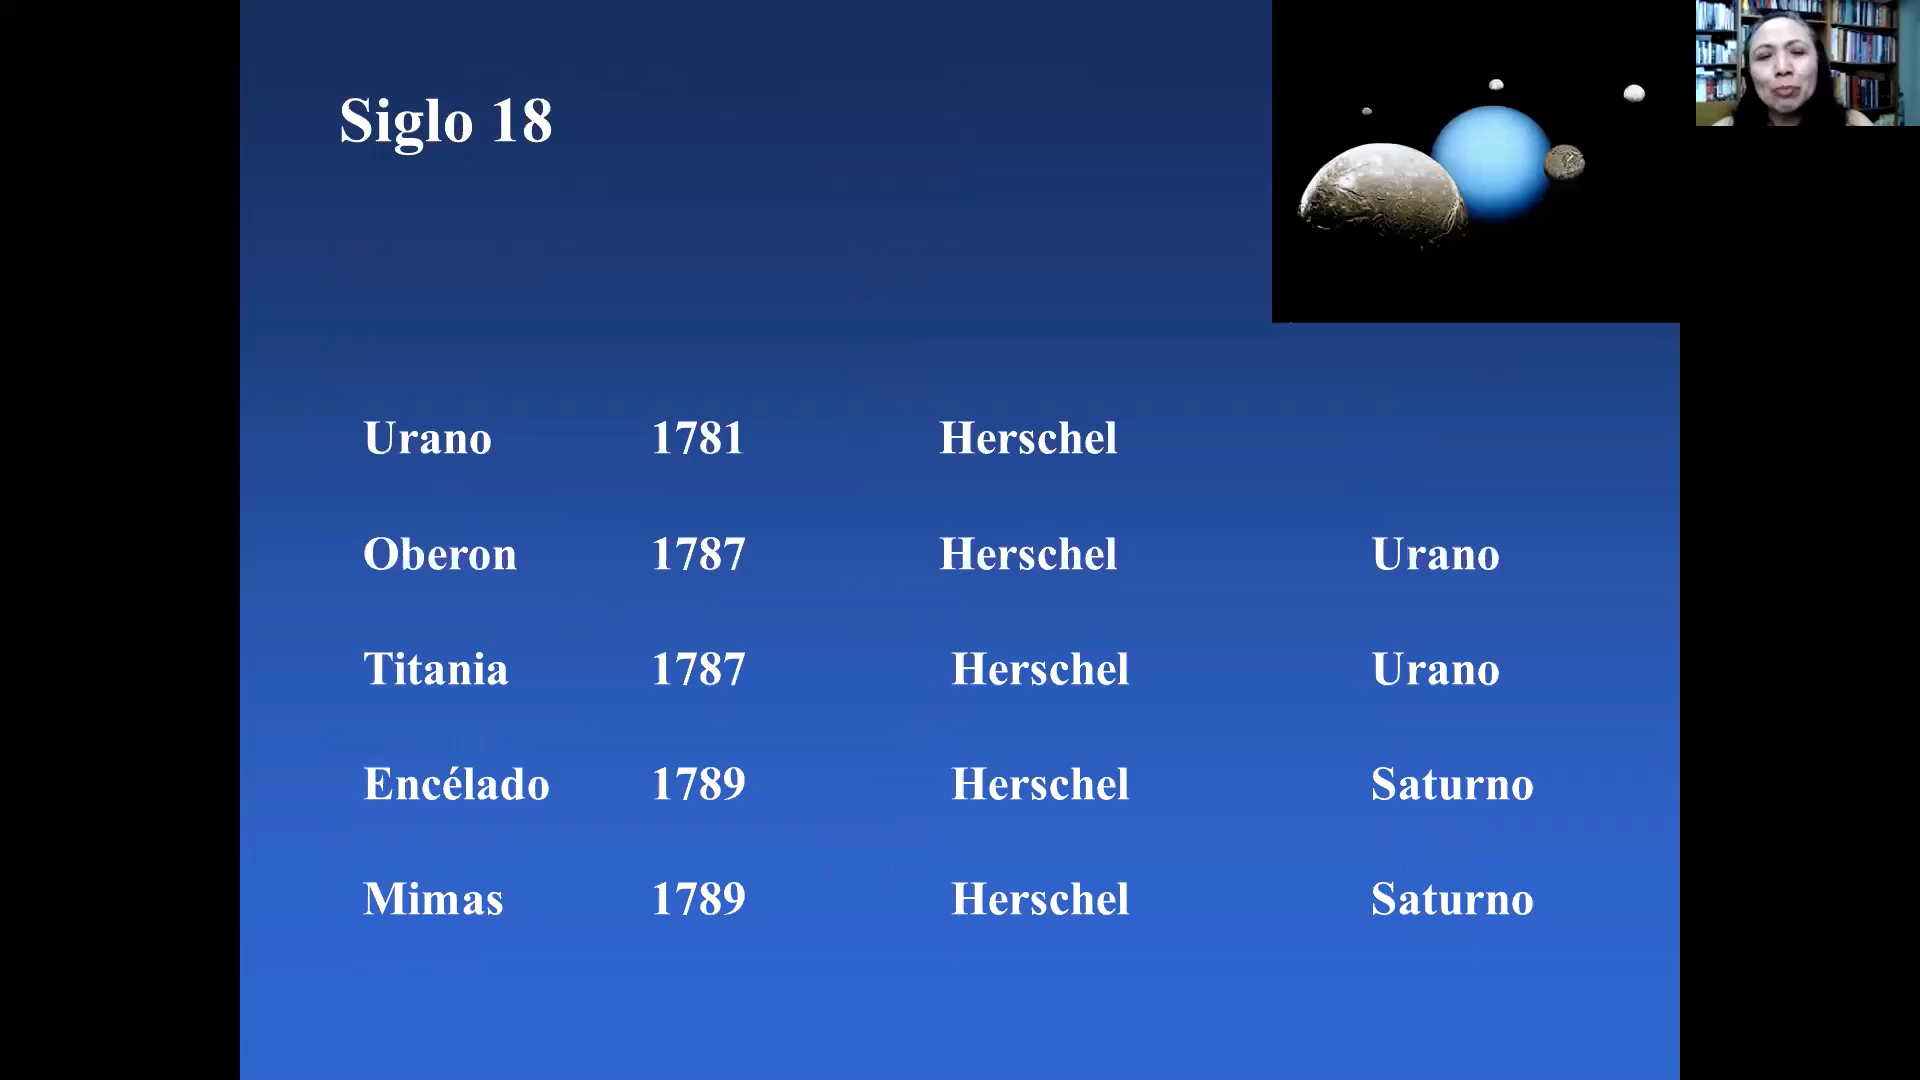 Siglo 18
Urano 1781 Herschel
Oberon 1787 Herschel Urano
Titania 1787 Herschel Urano
Encélado 1789 Herschel Saturno
Mimas 1789 Herschel Saturno